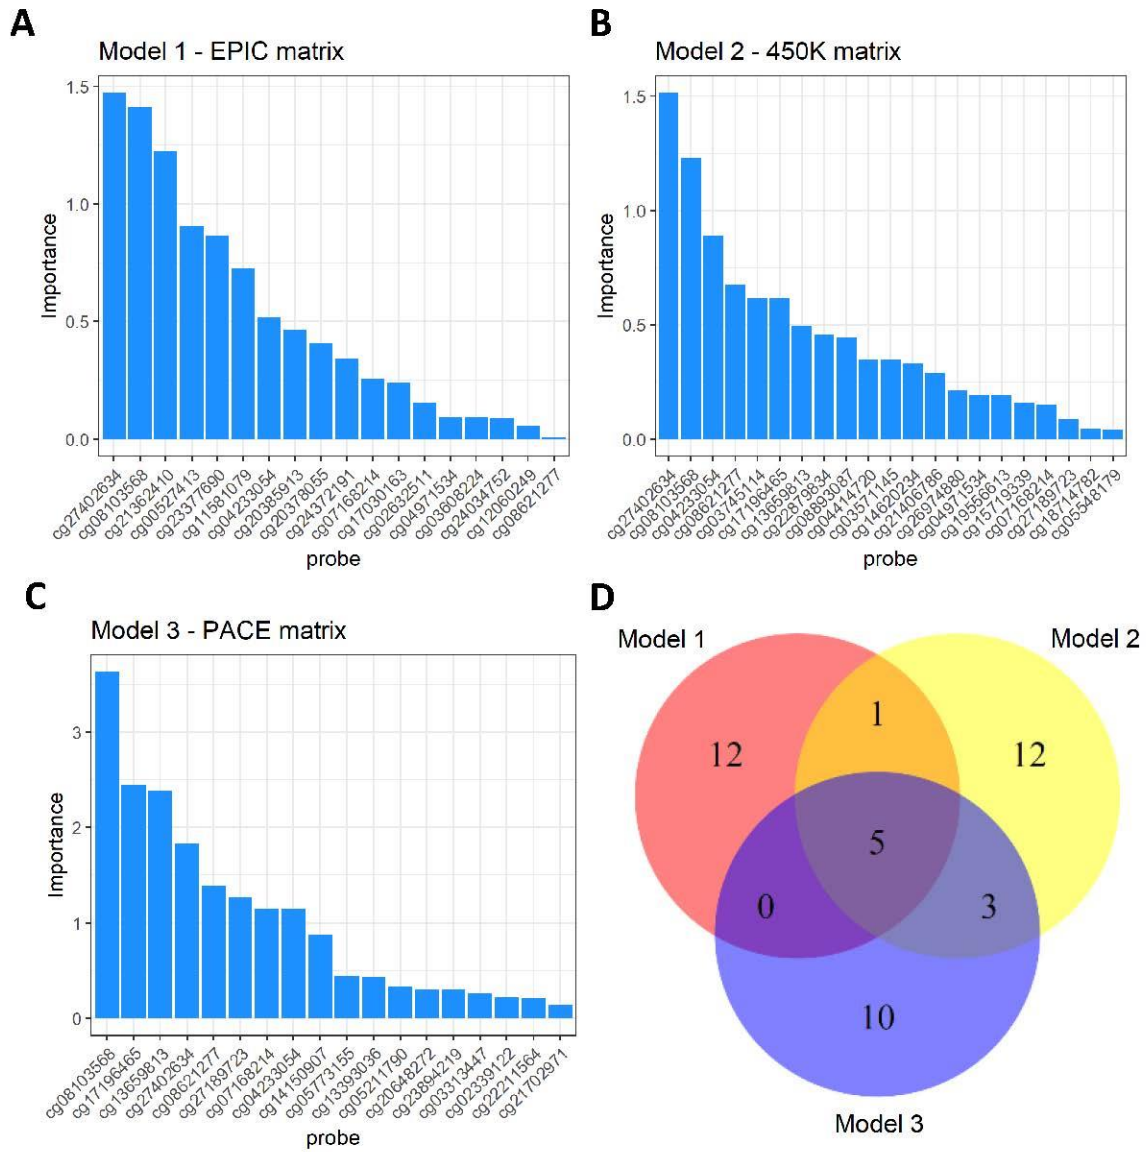 A
Model 1 - EPIC matrix
Importance
1.5
1.0
0.5
0.0
cg27402634
cg08103568
cg21362410
cg00527413
cg23377690
cg11581079
cg04233054
cg20385913
cg20378055
cg24372191
cg07168214
cg17030163
cg02632511
cg04971534
cg03608224
cg24034752
cg12060249
cg08621277
probe
B
Model 2 - 450K matrix
Importance
1.5
1.0
0.5
0.0
cg27402634
cg08103568
cg04233054
cg08621277
cg03745114
cg17196465
cg13659813
cg22879834
cg08893087
cg04414720
cg03571145
cg14620234
cg21406786
cg26974880
cg04971534
cg19556613
cg15719339
cg07168214
cg27189723
cg18714782
cg05548179
probe
C
Model 3 - PACE matrix
Importance
3
2
1
0
cg08103568
cg17196465
cg13659813
cg27402634
cg08621277
cg27189723
cg07168214
cg04233054
cg14150907
cg05773155
cg13393036
cg05211790
cg20648272
cg23894219
cg03313447
cg02339122
cg22211564
cg21702971
probe
D
Model 1
Model 2
1
12
12
5
0
3
10
Model 3